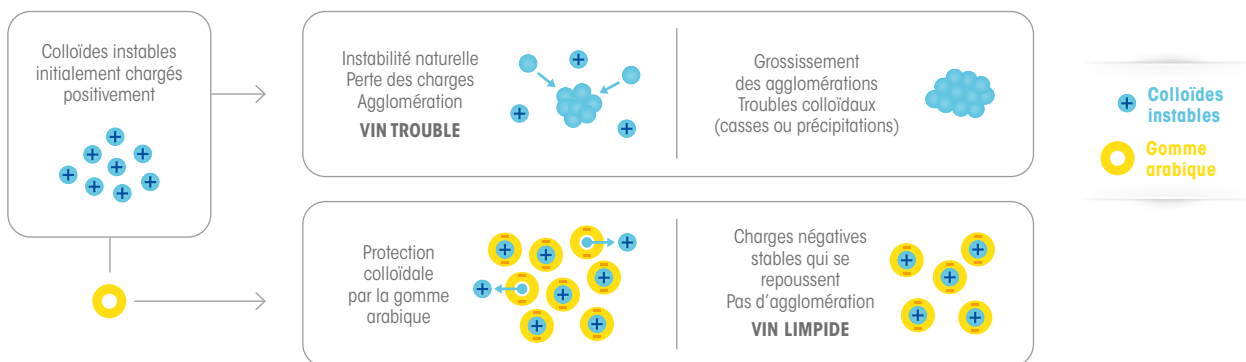 Colloïdes instables
initialement chargés
positivement
Instabilité naturelle
Perte des charges
Agglomération
VIN TROUBLE
Grossissement
des agglomérations
Troubles colloïdaux
(casses ou précipitations)
Colloïdes
instables
Gomme
arabique
Protection
colloïdale
par la gomme
arabique
Charges négatives
stables qui se
repoussent
Pas d'agglomération
VIN LIMPIDE